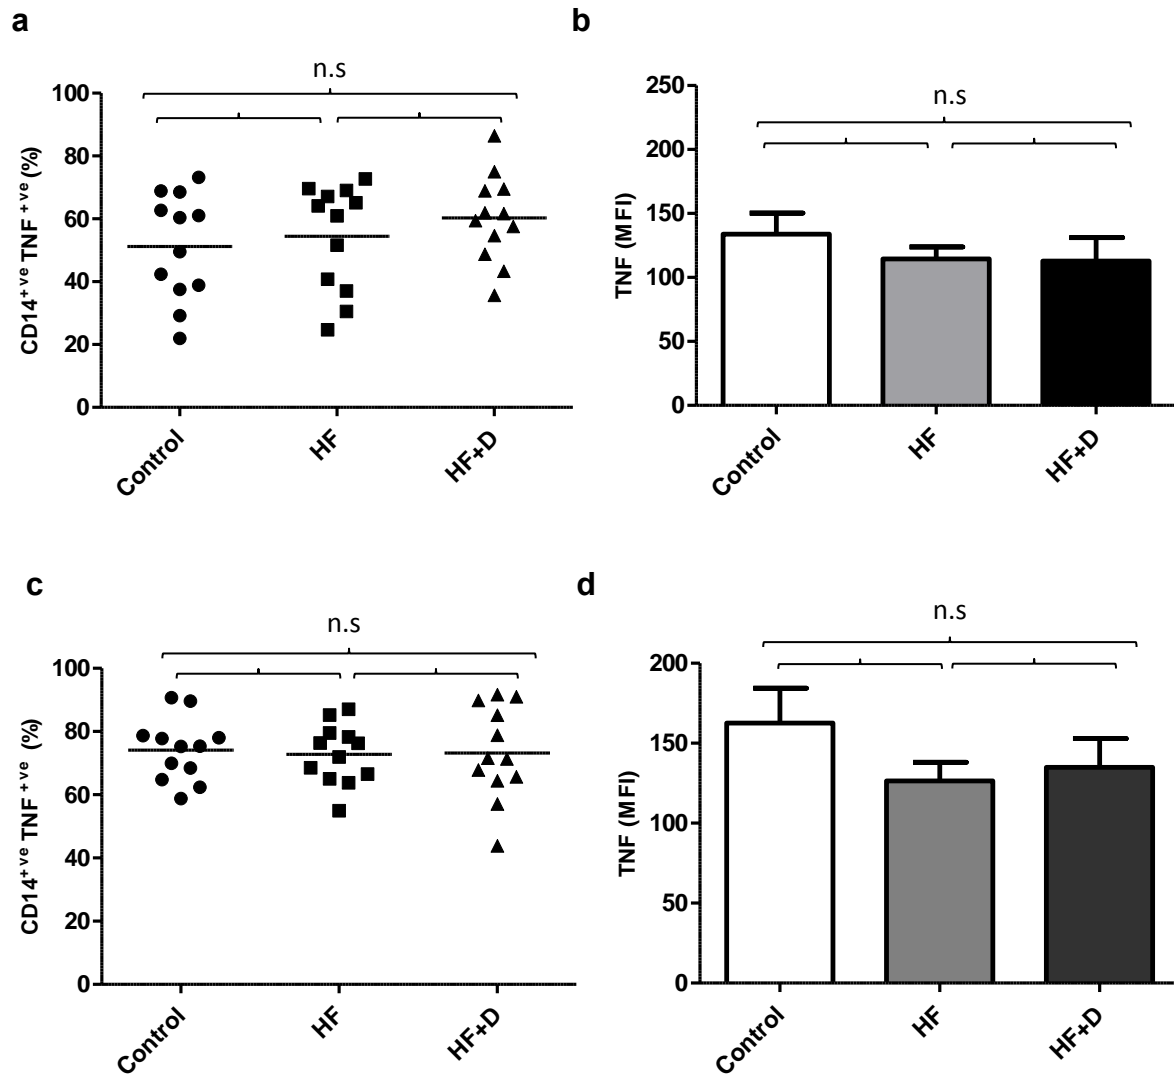 a
n.s
100
80
60
40
20
0
CD14+ve TNF +ve (%)
Control
HF
HF+D
b
n.s
250
200
150
100
50
0
TNF (MFI)
Control
HF
HF+D
c
n.s
100
80
60
40
20
0
CD14+ve TNF +ve (%)
Control
HF
HF+D
d
n.s
200
150
100
50
0
TNF (MFI)
Control
HF
HF+D